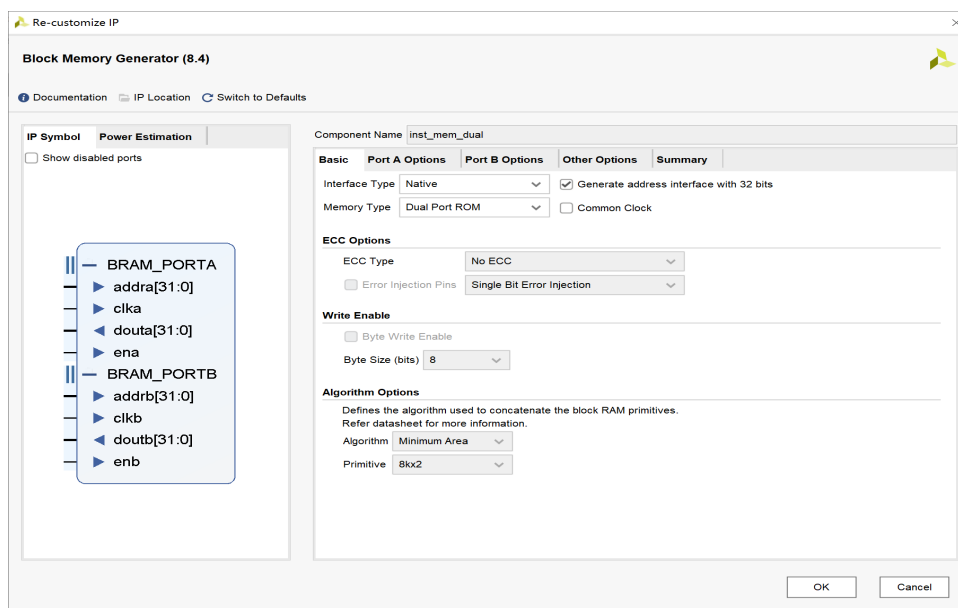 Re-customize IP
Block Memory Generator (8.4)
Documentation IP Location Switch to Defaults
IP Symbol Power Estimation
Show disabled ports
BRAM_PORTA
addra[31:0]
clka
douta[31:0]
ena
BRAM_PORTB
addrb[31:0]
clkb
doutb[31:0]
enb
Component Name inst_mem_dual
Basic Port A Options Port B Options Other Options Summary
Interface Type Native Generate address interface with 32 bits
Memory Type Dual Port ROM Common Clock
ECC Options
ECC Type No ECC
Error Injection Pins Single Bit Error Injection
Write Enable
Byte Write Enable
Byte Size (bits) 8
Algorithm Options
Defines the algorithm used to concatenate the block RAM primitives.
Refer datasheet for more information.
Algorithm Minimum Area
Primitive 8kx2
OK Cancel